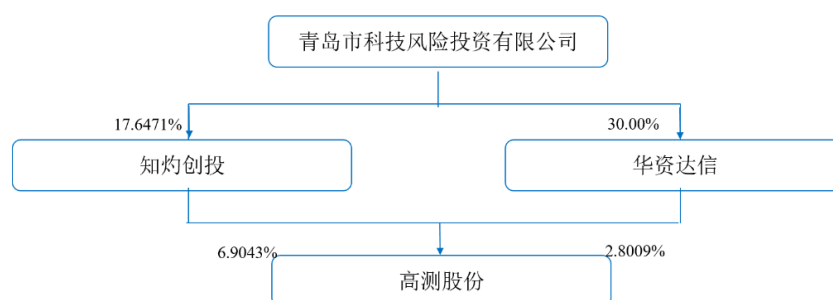 青岛市科技风险投资有限公司
17.6471%
30.00%
知灼创投
华资达信
6.9043%
2.8009%
高测股份